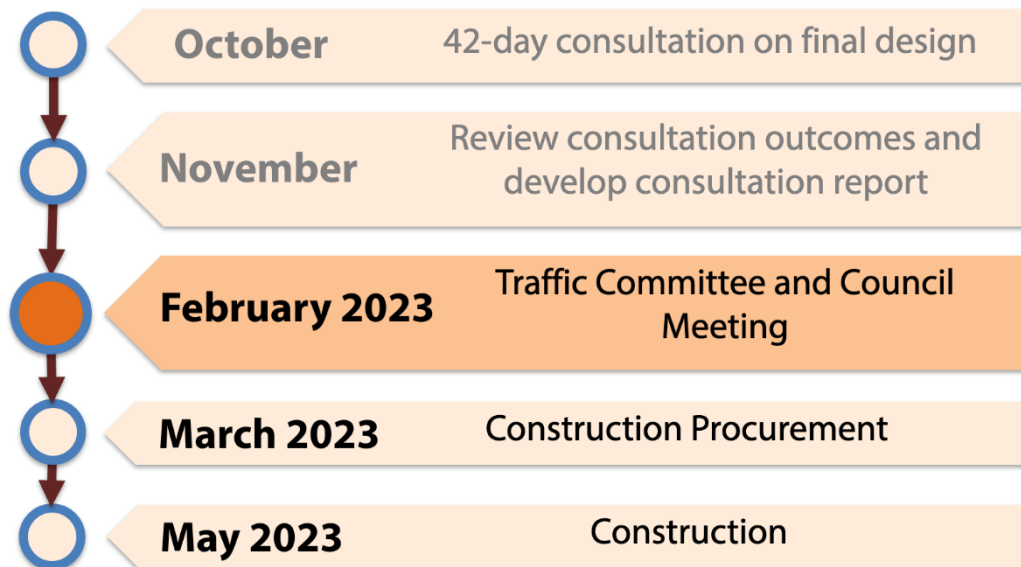 October 42-day consultation on final design
November Review consultation outcomes and
develop consultation report
February 2023 Traffic Committee and Council
Meeting
March 2023 Construction Procurement
May 2023 Construction